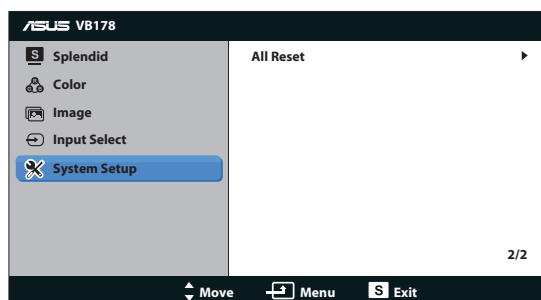 ASUS VB178
S Splendid
Color
Image
Input Select
System Setup
All Reset
2/2
Move Menu S Exit